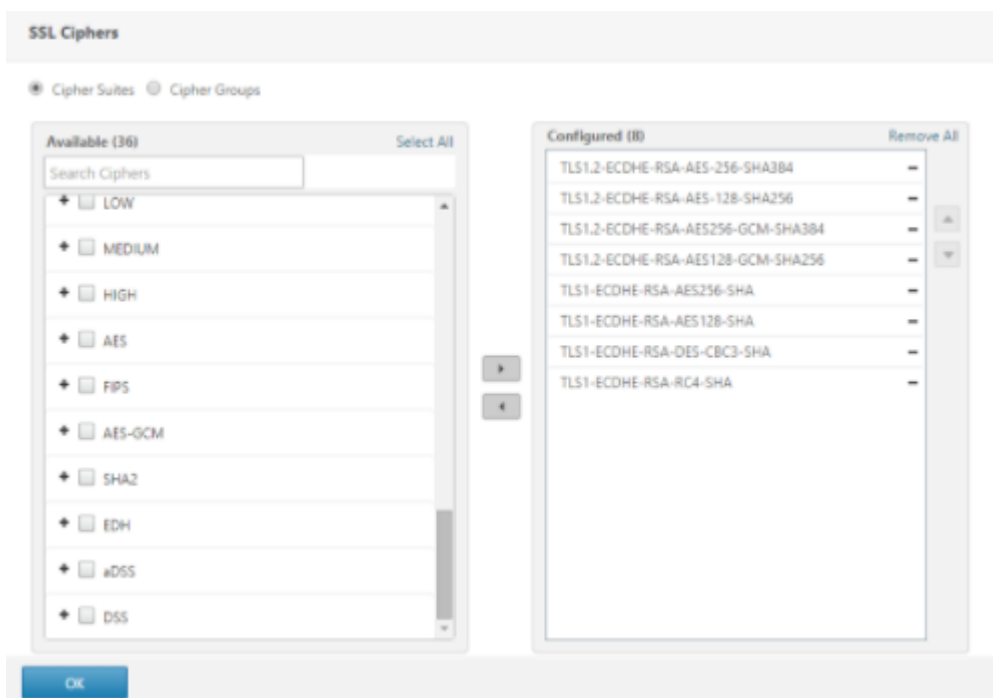 SSL Ciphers
Cipher Suites Cipher Groups
Available (36) Select All
Search Ciphers
LOW
MEDIUM
HIGH
AES
FIPS
AES-GCM
SHA2
EDH
aDSS
DSS
Configured (8) Remove All
TLS1.2-ECDHE-RSA-AES-256-SHA384
TLS1.2-ECDHE-RSA-AES-128-SHA256
TLS1.2-ECDHE-RSA-AES256-GCM-SHA384
TLS1.2-ECDHE-RSA-AES128-GCM-SHA256
TLS1-ECDHE-RSA-AES256-SHA
TLS1-ECDHE-RSA-AES128-SHA
TLS1-ECDHE-RSA-DES-CBC3-SHA
TLS1-ECDHE-RSA-RC4-SHA
OK